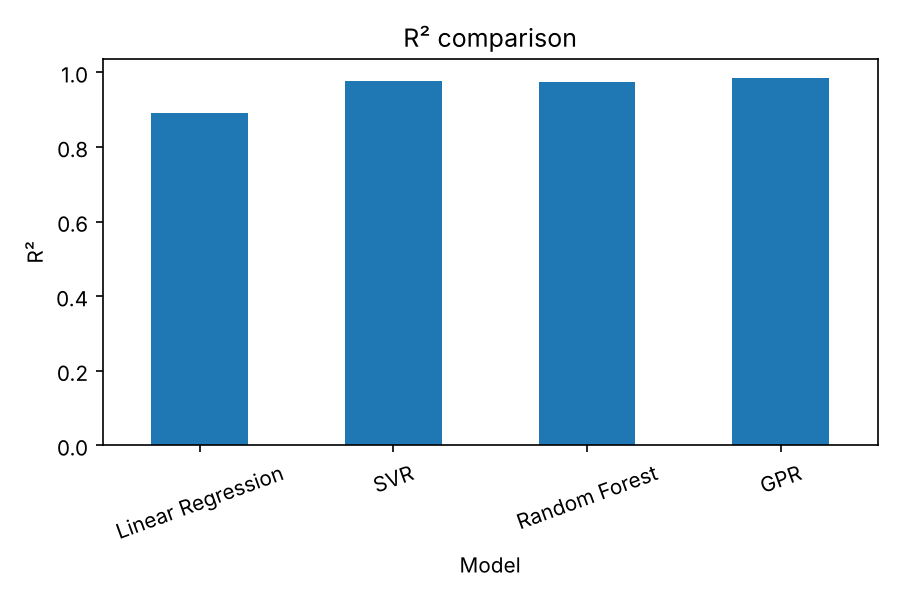 R² comparison
1.0
0.8
0.6
0.4
0.2
0.0
R²
Linear Regression
SVR
Random Forest
GPR
Model